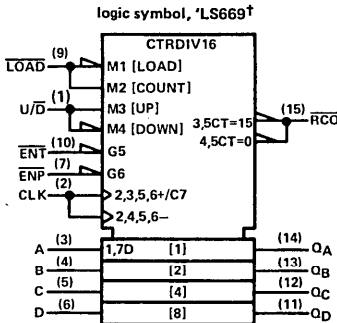 logic symbol, 'LS669†
CTRDIV16
LOAD (9) M1 [LOAD]
M2 [COUNT]
U/D (1) M3 [UP] 3,5CT=15 (15) RCO
M4 [DOWN] 4,5CT=0
ENT (10) G5
ENP (7) G6
CLK (2) 2,3,5,6+/C7
2,4,5,6−
A (3) 1,7D [1] (14) QA
B (4) [2] (13) QB
C (5) [4] (12) QC
D (6) [8] (11) QD